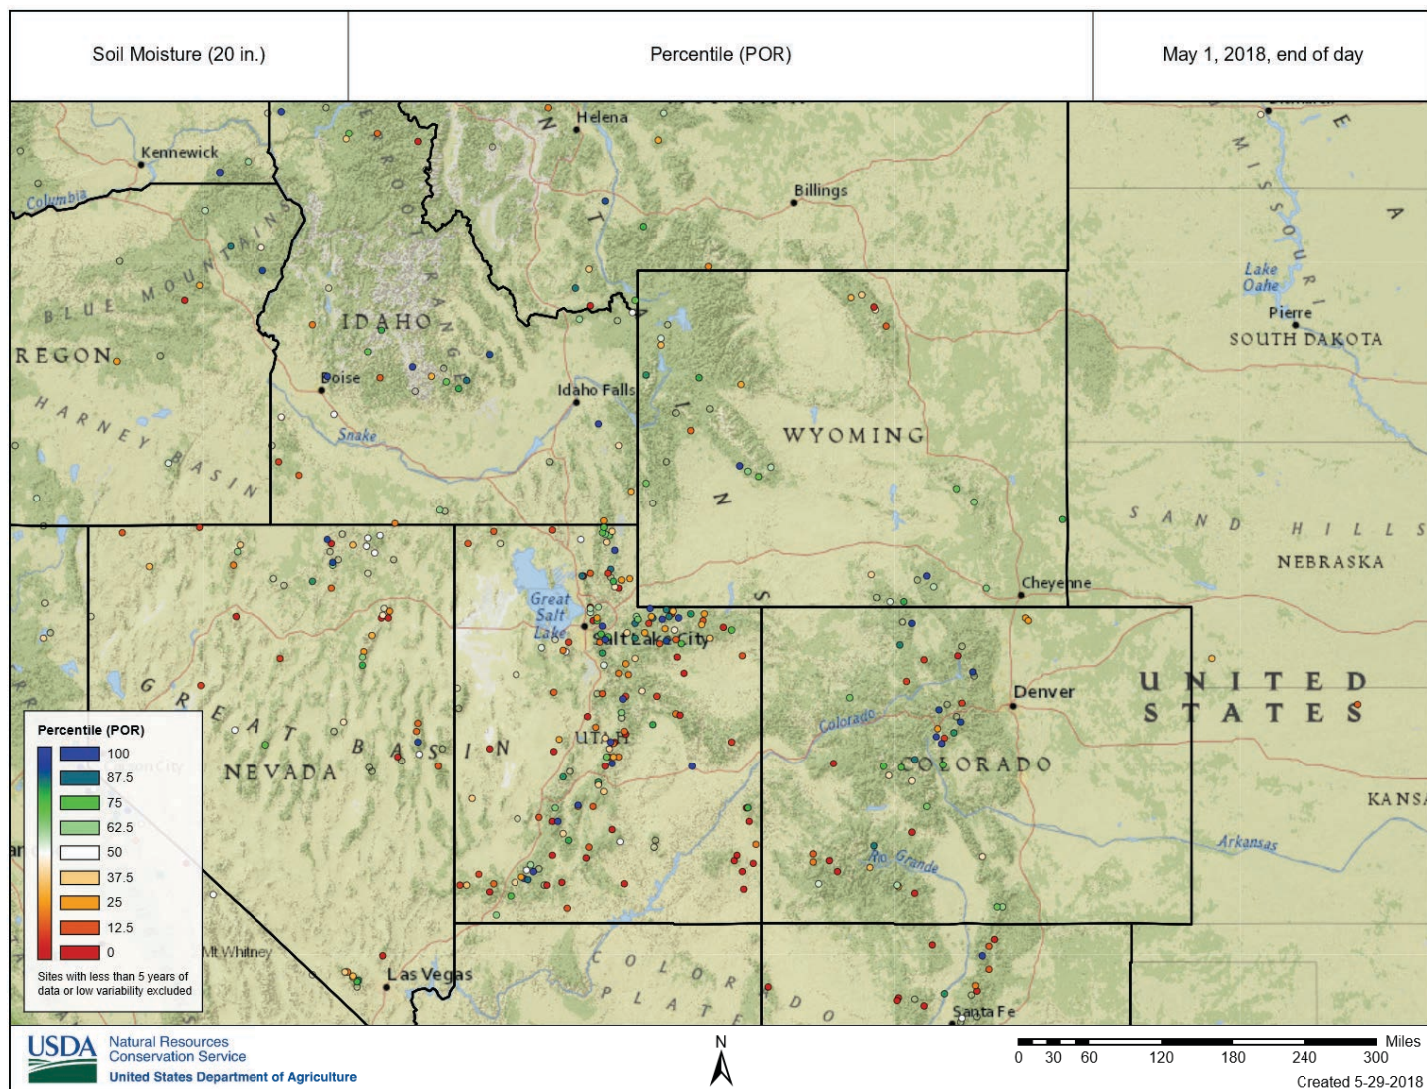 Soil Moisture (20 in.)
Percentile (POR)
May 1, 2018, end of day
Helena
Kennewick
Columbia
Billings
BLUE MOUNTAINS
RANGE
MISSOURI
Lake
Oahe
Pierre
SOUTH DAKOTA
IDAHO
REGON
Boise
Idaho Falls
HARNEY BASIN
Snake
WYOMING
SAND HILLS
NEBRASKA
Cheyenne
Great
Salt
Lake
Salt Lake City
UNITED
STATES
Denver
GREAT BASIN
Colorado
UTAH
NEVADA
COLORADO
KANSA
Arkansas
Rio Grande
Mt Whitney
Las Vegas
COLORADO
PLATE
Santa Fe
Percentile (POR)
100
87.5
75
62.5
50
37.5
25
12.5
0
Sites with less than 5 years of
data or low variability excluded
USDA
Natural Resources
Conservation Service
United States Department of Agriculture
N
Miles
0 30 60 120 180 240 300
Created 5-29-2018